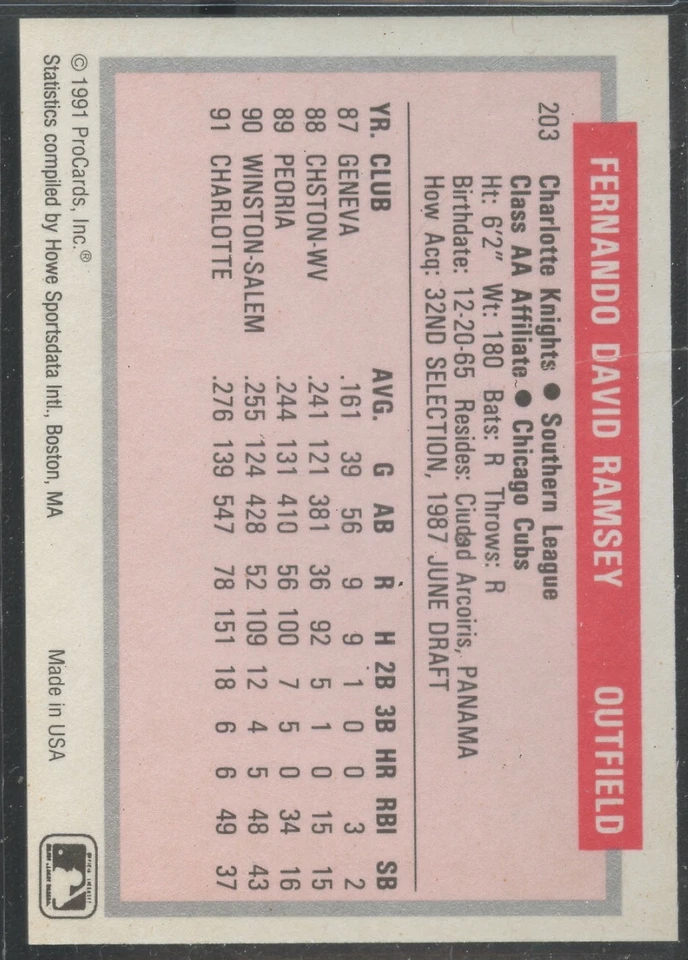 FERNANDO DAVID RAMSEY OUTFIELD
203 Charlotte Knights ● Southern League
Class AA Affiliate ● Chicago Cubs
Ht: 6'2" Wt: 180 Bats: R Throws: R
Birthdate: 12-20-65 Resides: Ciudad Arcoiris, PANAMA
How Acq: 32ND SELECTION, 1987 JUNE DRAFT
YR. CLUB AVG. G AB R H 2B 3B HR RBI SB
87 GENEVA .161 39 56 9 9 1 0 0 3 2
88 CHSTON-WV .241 121 381 36 92 5 1 0 15 15
89 PEORIA .244 131 410 56 100 7 5 0 34 16
90 WINSTON-SALEM .255 124 428 52 109 12 4 5 48 43
91 CHARLOTTE .276 139 547 78 151 18 6 6 49 37
© 1991 ProCards, Inc.®
Statistics compiled by Howe Sportsdata Intl., Boston, MA Made in USA